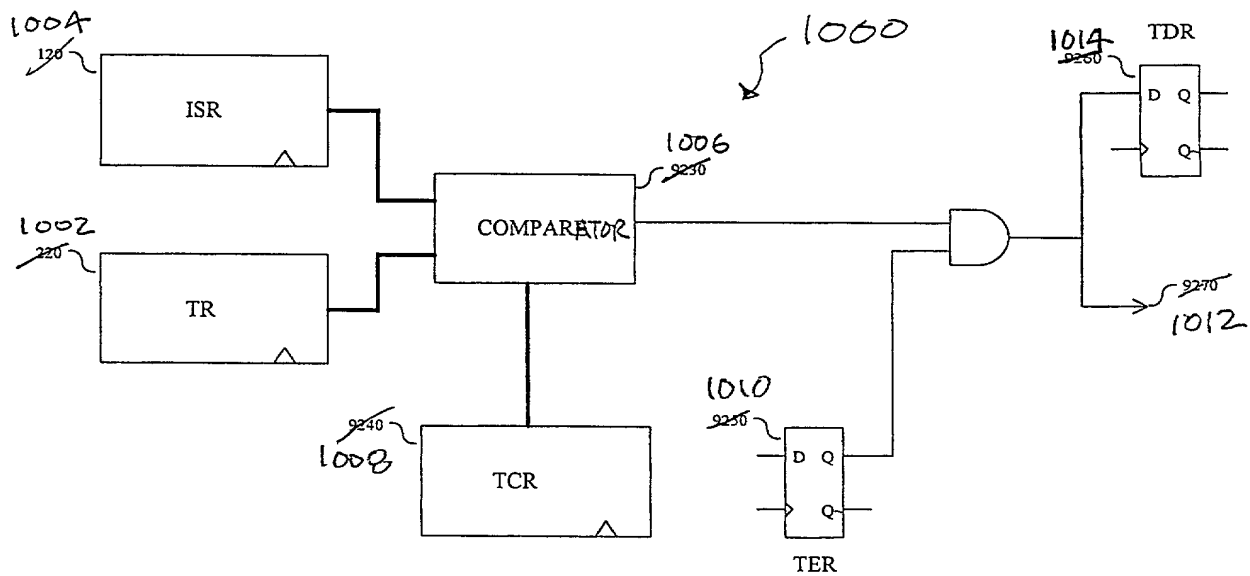 1004
120
ISR
1000
1014
9260
TDR
D Q
Q
1006
9230
COMPARATOR
1002
220
TR
9270
1012
9240
1008
TCR
1010
9250
D Q
Q
TER